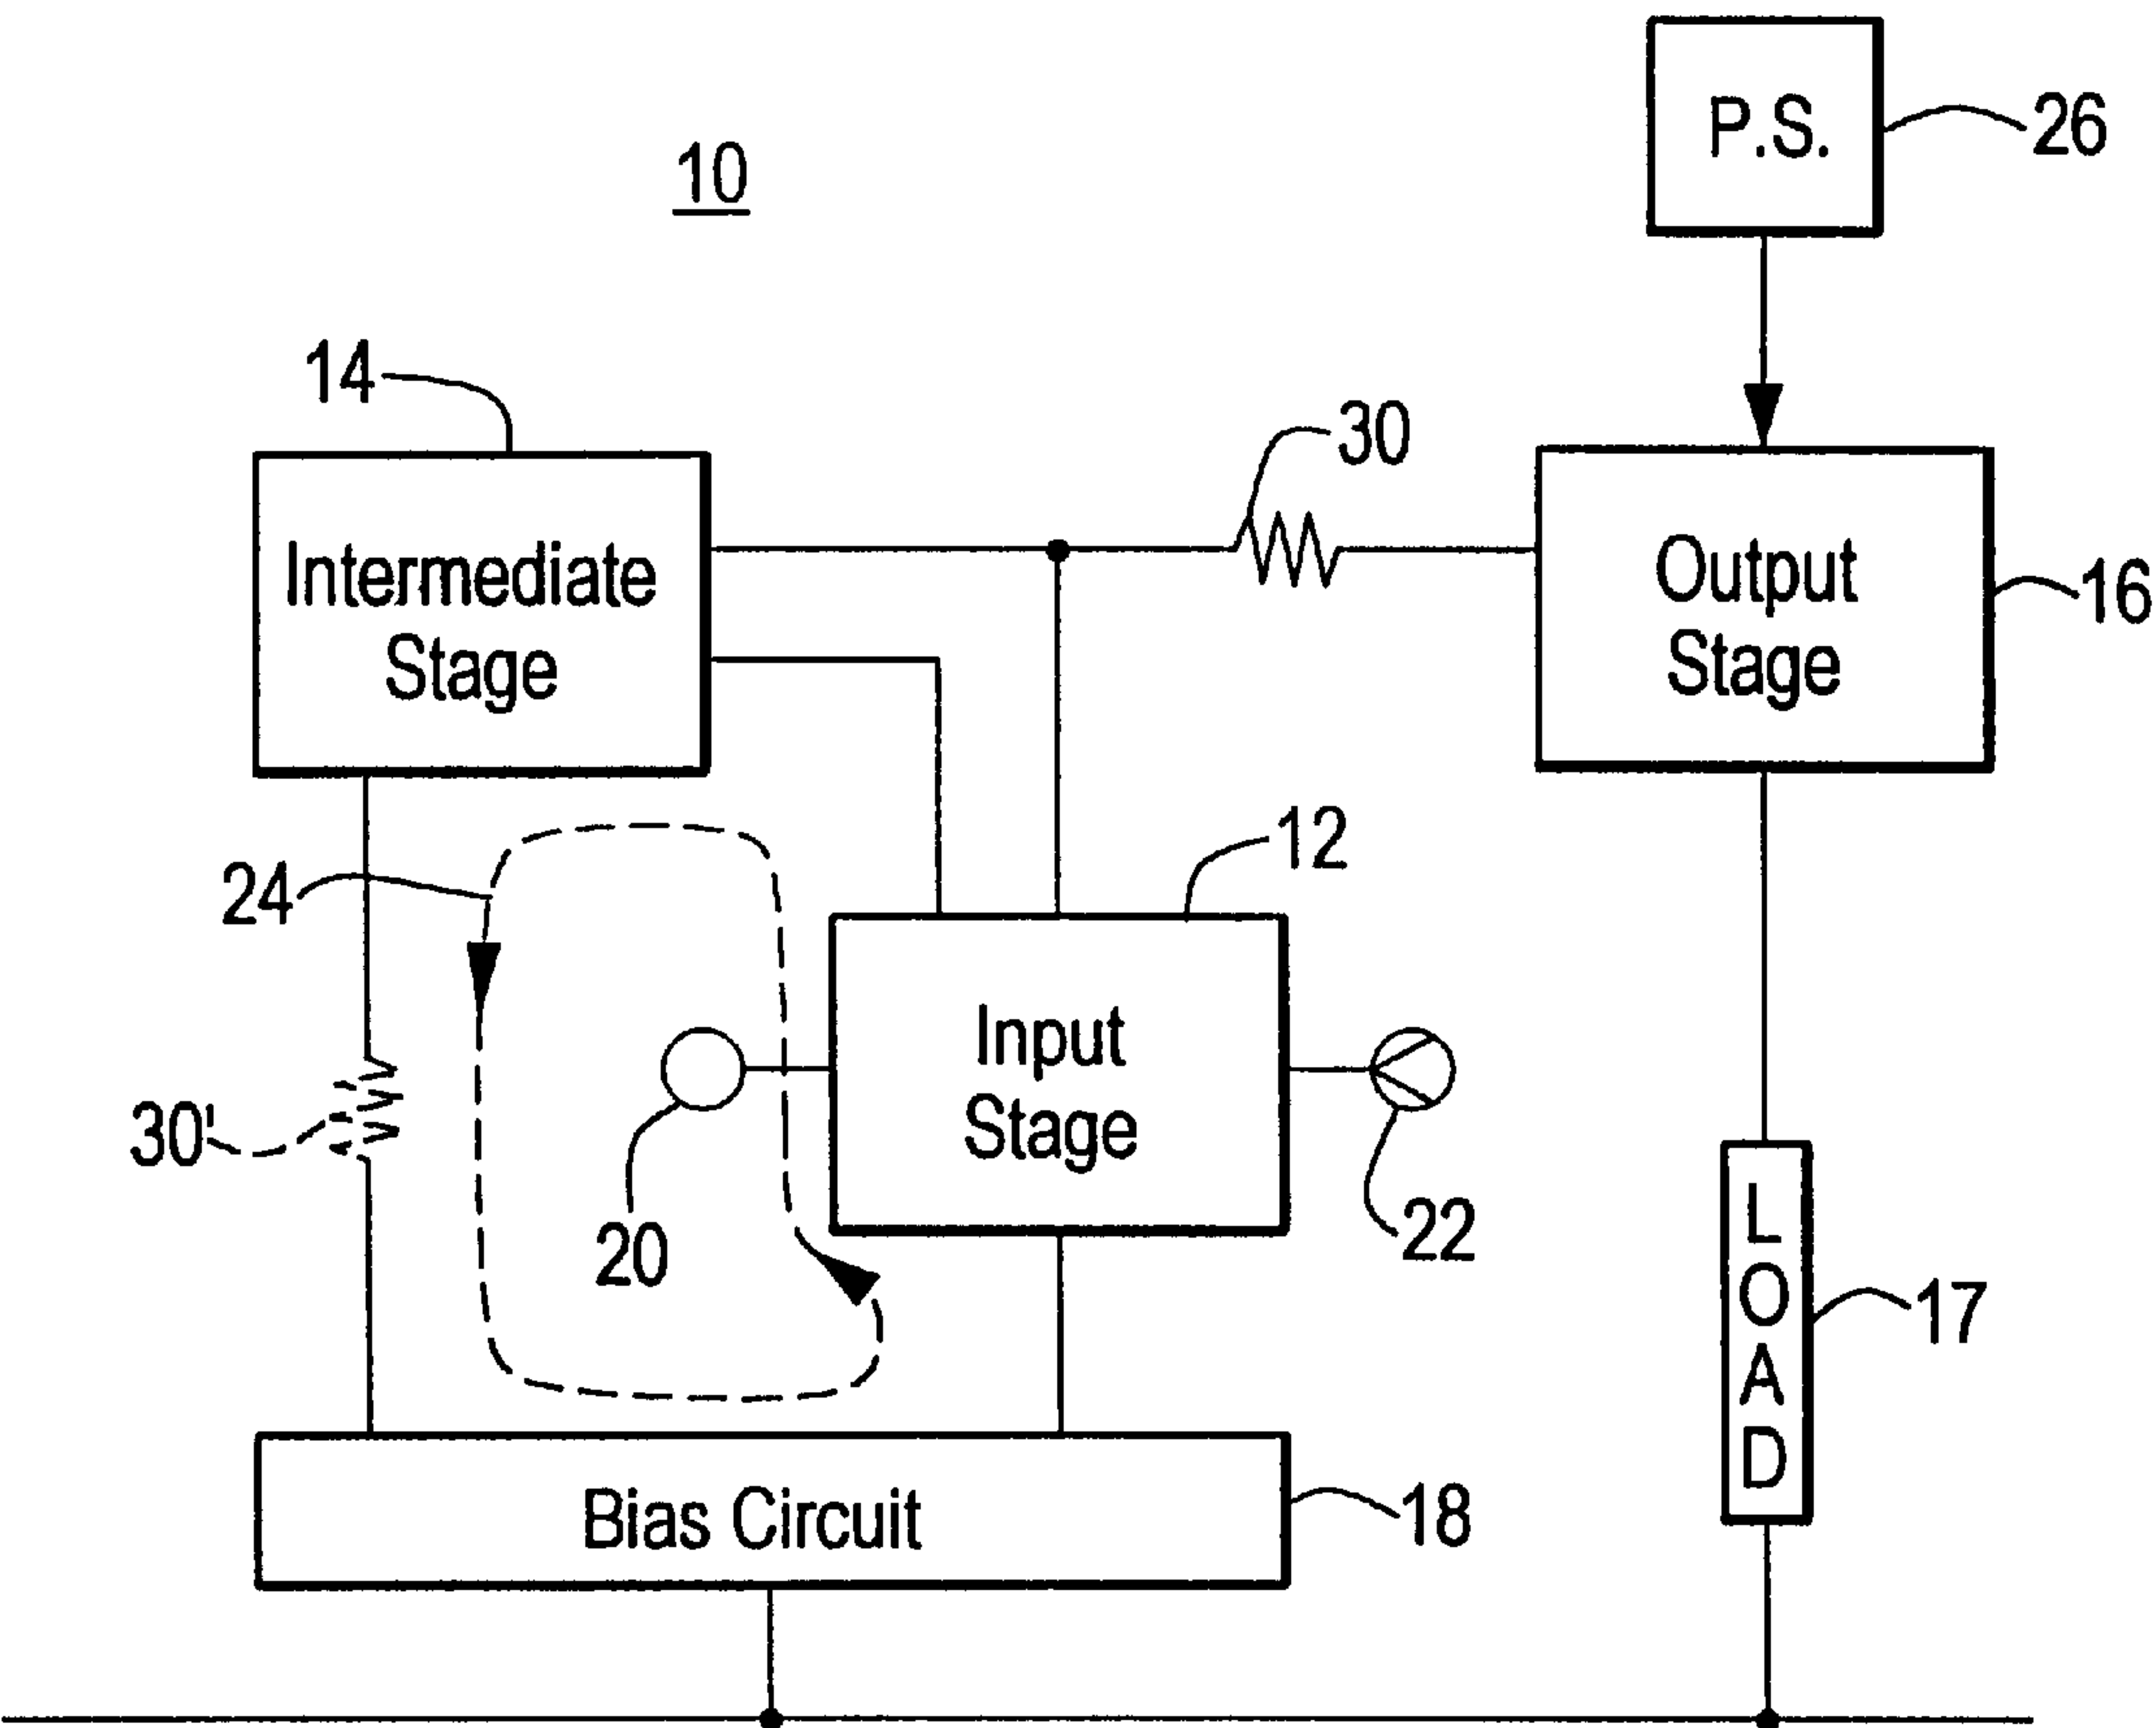 10
P.S.
26
14
30
Intermediate
Stage
Output
Stage
16
24
12
Input
Stage
30'
20
22
L
O
A
D
17
Bias Circuit
18